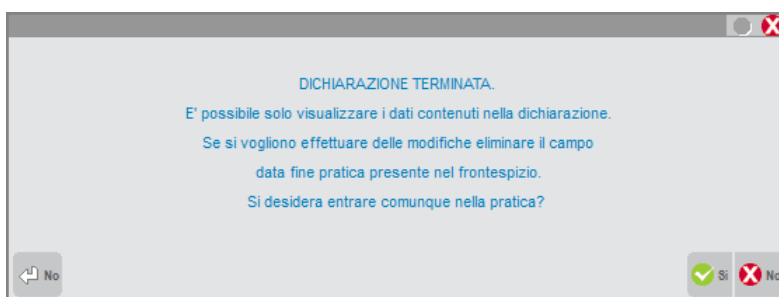 DICHIARAZIONE TERMINATA.
E' possibile solo visualizzare i dati contenuti nella dichiarazione.
Se si vogliono effettuare delle modifiche eliminare il campo
data fine pratica presente nel frontespizio.
Si desidera entrare comunque nella pratica?
No Si No